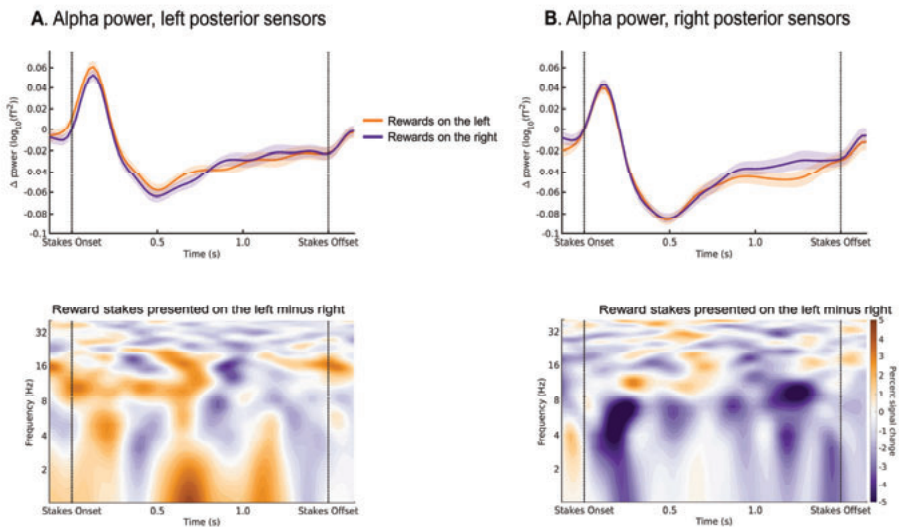 A. Alpha power, left posterior sensors
0.06
0.04
0.02
0
-0.02
-0.04
-0.06
-0.08
-0.1
Δ power (log10(fT²))
Stakes Onset
0.5
1.0
Stakes Offset
Time (s)
Rewards on the left
Rewards on the right
B. Alpha power, right posterior sensors
0.06
0.04
0.02
0
-0.02
-0.04
-0.06
-0.08
-0.1
Δ power (log10(fT²))
Stakes Onset
0.5
1.0
Stakes Offset
Time (s)
Reward stakes presented on the left minus right
32
16
8
4
2
Frequency (Hz)
Stakes Onset
0.5
1.0
Stakes Offset
Time (s)
Reward stakes presented on the left minus right
32
16
8
4
2
Frequency (Hz)
Stakes Onset
0.5
1.0
Stakes Offset
Time (s)
5
4
3
2
1
0
-1
-2
-3
-4
-5
Percent signal change